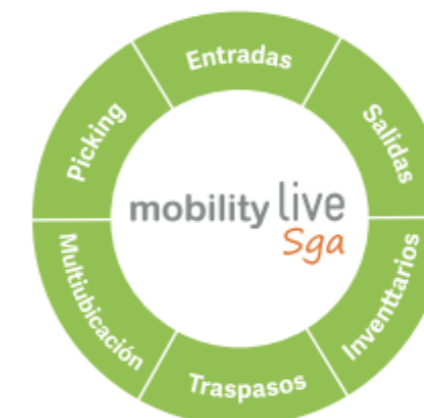 Entradas
Salidas
Inventtarios
Traspasos
Multiubicación
Picking
mobility live
Sga